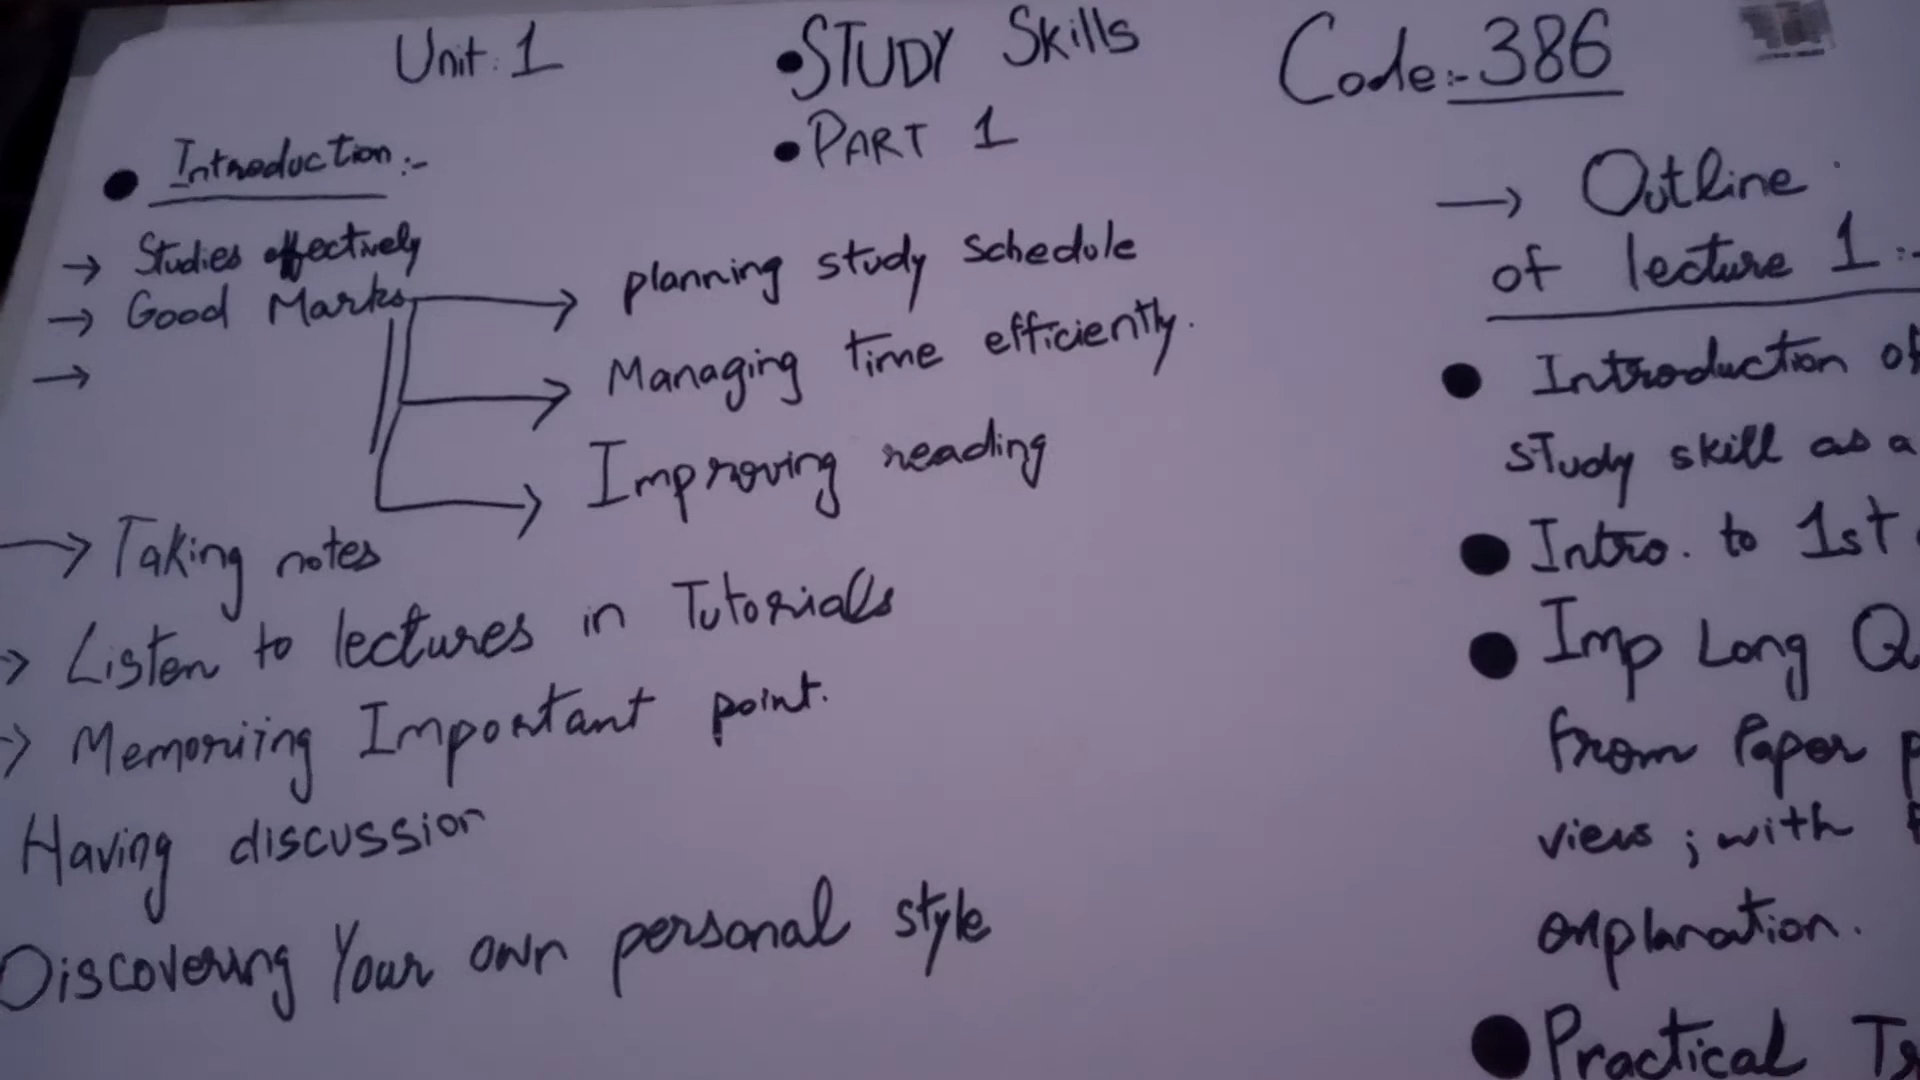 Unit: 1
• STUDY Skills
• PART 1
Code:- 386
• Introduction:-
→ Studies effectively
→ Good Marks
→
→ planning study schedule
→ Managing time efficiently.
→ Improving reading
→ Taking notes
→ Listen to lectures in Tutorials
→ Memoriing Important point.
Having discussion
Discovering Your own personal style
→ Outline
of lecture 1:-
• Introduction of
study skill as a
• Intro. to 1st
• Imp Long Q
from Paper
view ; with
explanation.
• Practical